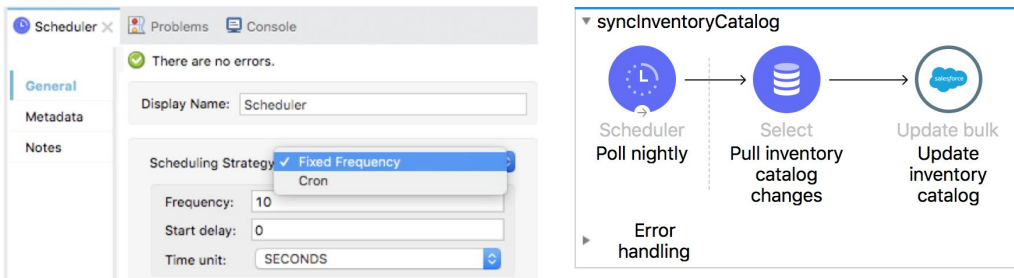 Scheduler
Problems
Console
There are no errors.
General
Metadata
Notes
Display Name: Scheduler
Scheduling Strategy
Fixed Frequency
Cron
Frequency: 10
Start delay: 0
Time unit: SECONDS
syncInventoryCatalog
salesforce
Scheduler
Poll nightly
Select
Pull inventory
catalog
changes
Update bulk
Update
inventory
catalog
Error
handling